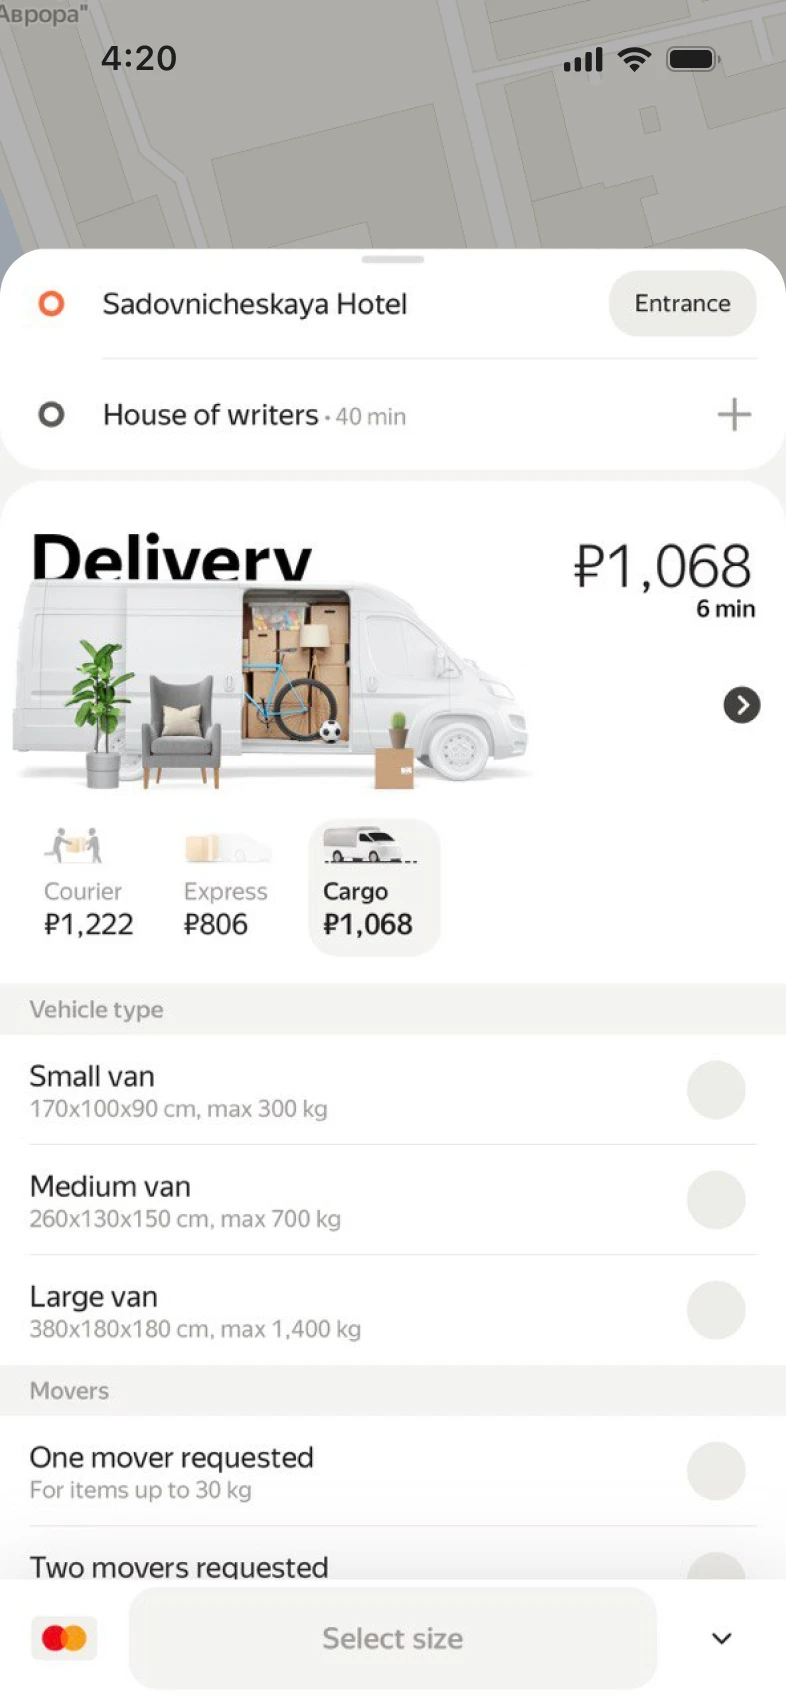 Аврора"
4:20
Sadovnicheskaya Hotel
Entrance
House of writers • 40 min
Delivery
₽1,068
6 min
Courier
₽1,222
Express
₽806
Cargo
₽1,068
Vehicle type
Small van
170x100x90 cm, max 300 kg
Medium van
260x130x150 cm, max 700 kg
Large van
380x180x180 cm, max 1,400 kg
Movers
One mover requested
For items up to 30 kg
Two movers requested
Select size